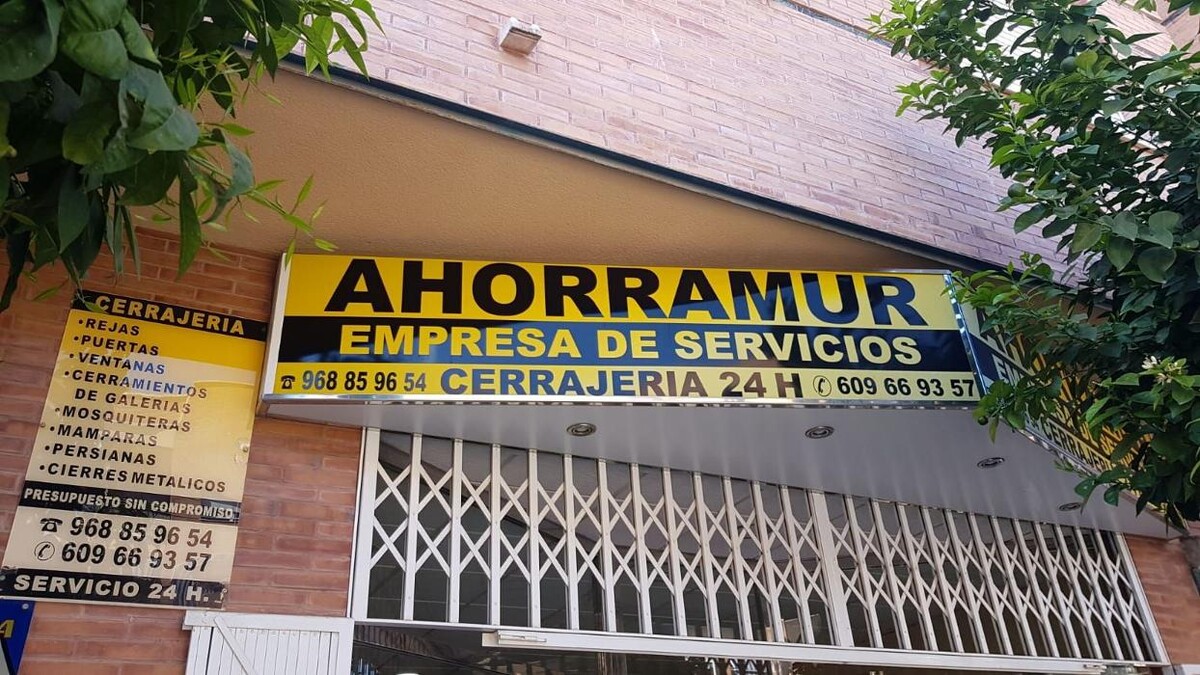 AHORRAMUR
EMPRESA DE SERVICIOS
968 85 96 54 CERRAJERIA 24 H 609 66 93 57
CERRAJERIA
•REJAS
•PUERTAS
•VENTANAS
•CERRAMIENTOS
DE GALERIAS
•MOSQUITERAS
•MAMPARAS
•PERSIANAS
•CIERRES METALICOS
PRESUPUESTO SIN COMPROMISO
968 85 96 54
609 66 93 57
SERVICIO 24 H.